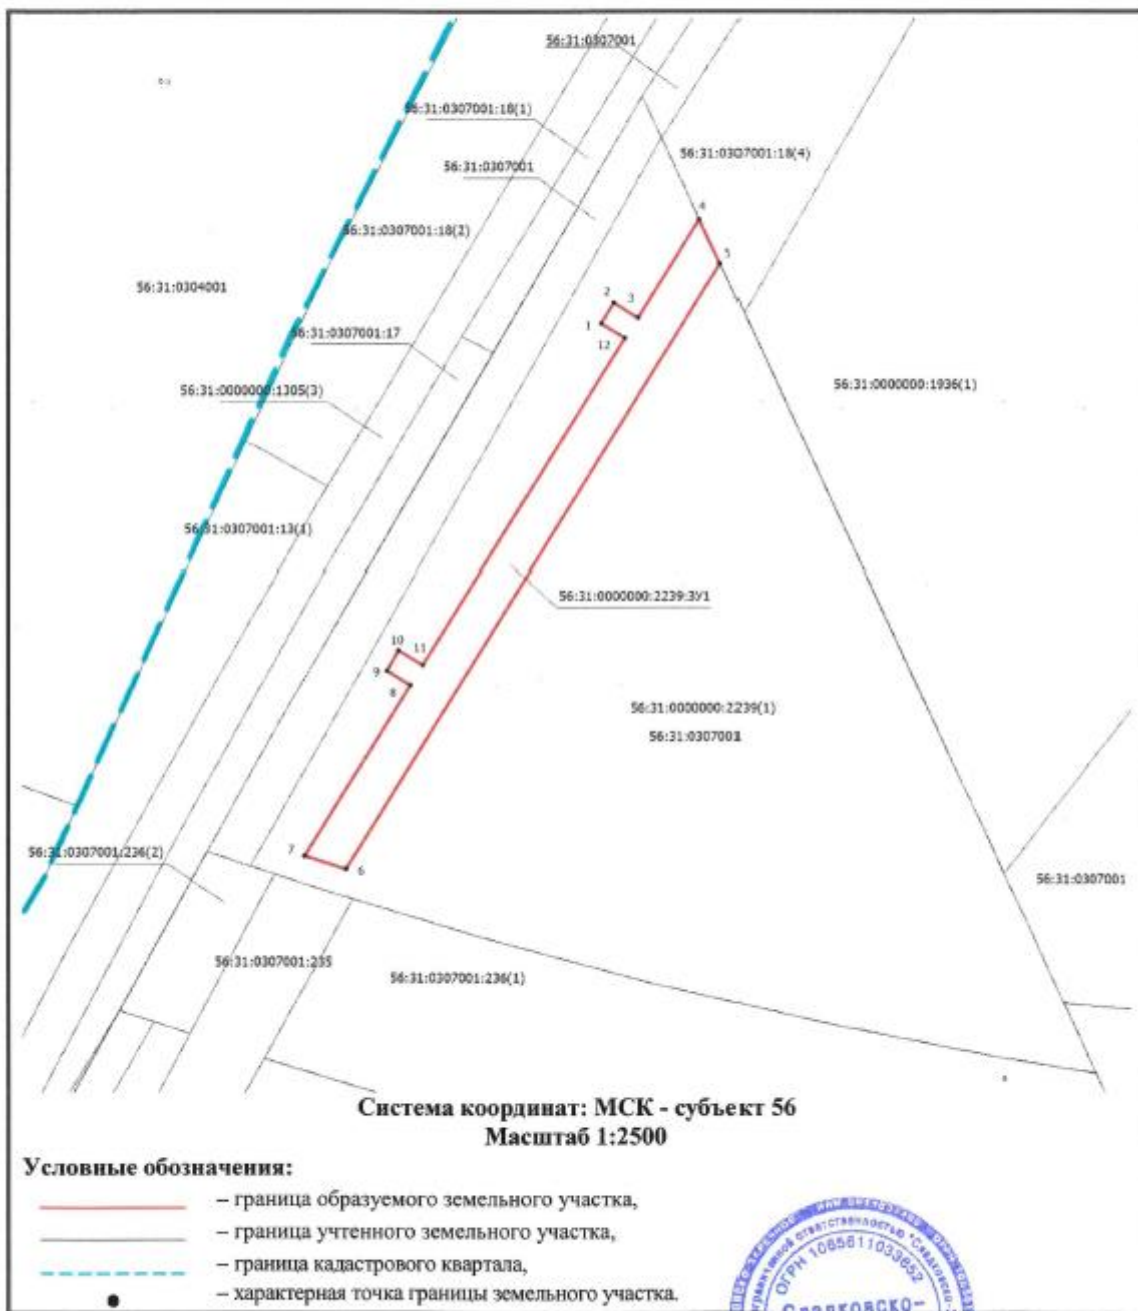 56:31:0307001
56:31:0307001:18(1)
56:31:0307001:18(4)
56:31:0307001
4
56:31:0307001:18(2)
5
56:31:0304001
2
3
1
56:31:0307001:17
12
56:31:0000000:1305(3)
56:31:0000000:1936(1)
56:31:0307001:13(1)
56:31:0000000:2239:ЗУ1
10
11
9
8
56:31:0000000:2239(1)
56:31:0307001
7
56:31:0307001:236(2)
6
56:31:0307001
56:31:0307001:235
56:31:0307001:236(1)
Система координат: МСК - субъект 56
Масштаб 1:2500
Условные обозначения:
– граница образуемого земельного участка,
– граница учтенного земельного участка,
– граница кадастрового квартала,
– характерная точка границы земельного участка.
ограниченной ответственностью
ОГРН 1065611033652